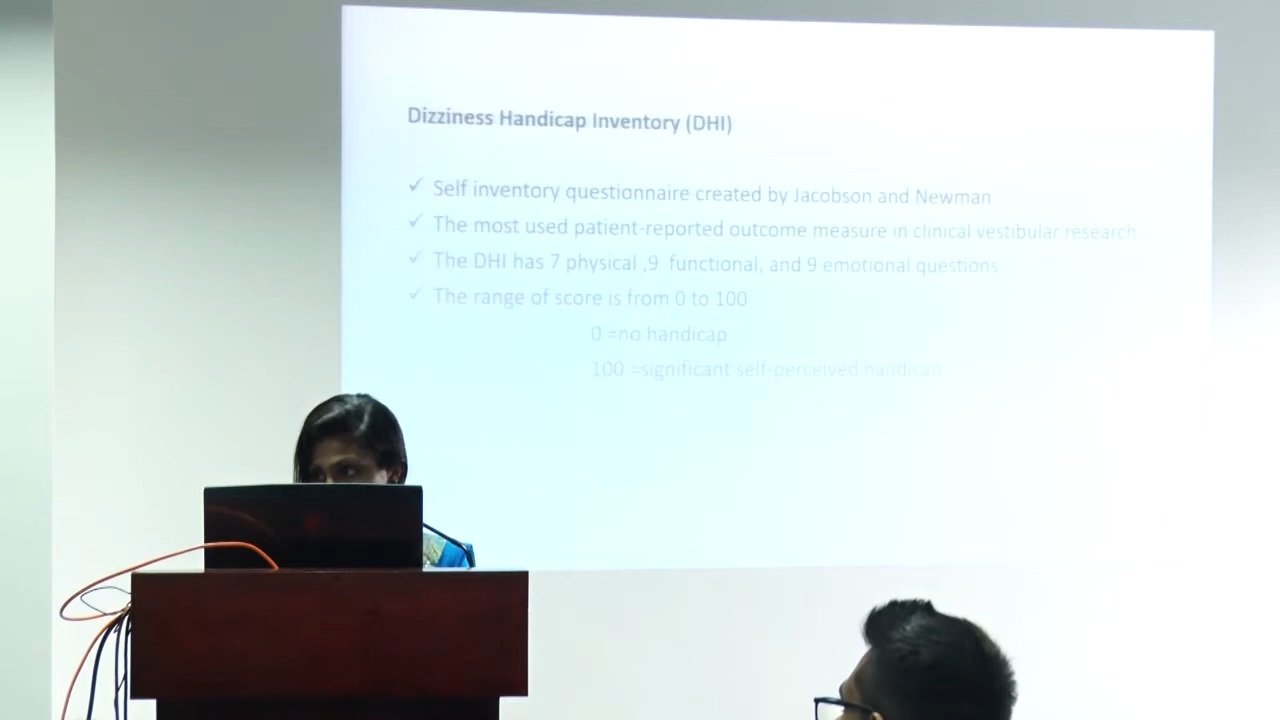 Dizziness Handicap Inventory (DHI)
✓ Self inventory questionnaire created by Jacobson and Newman
✓ The most used patient-reported outcome measure in clinical vestibular research
✓ The DHI has 7 physical ,9 functional, and 9 emotional questions
✓ The range of score is from 0 to 100
0 =no handicap
100 =significant self-perceived handicap